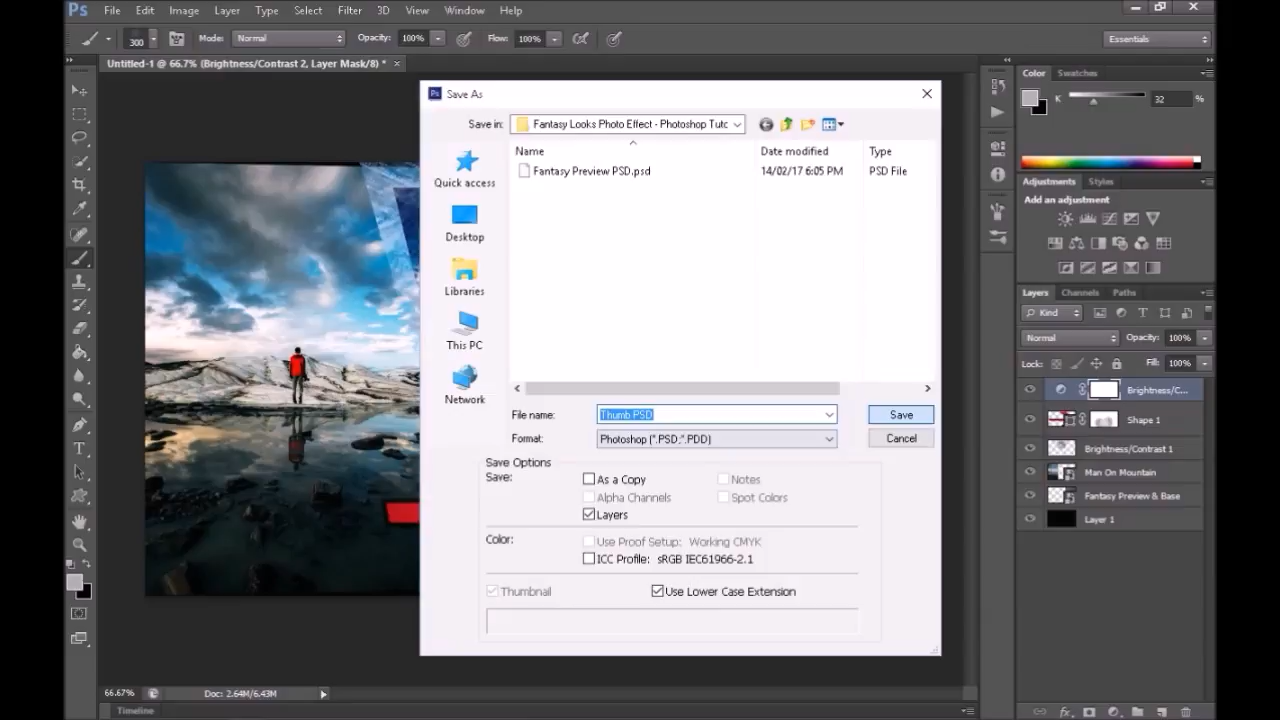 Ps File Edit Image Layer Type Select Filter 3D View Window Help
300 Mode: Normal Opacity: 100% Flow: 100% Essentials
Untitled-1 @ 66.7% (Brightness/Contrast 2, Layer Mask/8) * ×
Ps Save As
Save in: Fantasy Looks Photo Effect - Photoshop Tutc
Name Date modified Type
Fantasy Preview PSD.psd 14/02/17 6:05 PM PSD File
Quick access
Desktop
Libraries
This PC
Network
File name: Thumb PSD Save
Format: Photoshop (*.PSD;*.PDD) Cancel
Save Options
Save: As a Copy Notes
Alpha Channels Spot Colors
Layers
Color: Use Proof Setup: Working CMYK
ICC Profile: sRGB IEC61966-2.1
Thumbnail Use Lower Case Extension
Color Swatches
K 32 %
Adjustments Styles
Add an adjustment
Layers Channels Paths
Kind
Normal Opacity: 100%
Lock: Fill: 100%
Brightness/C...
Shape 1
Brightness/Contrast 1
Man On Mountain
Fantasy Preview & Base
Layer 1
66.67% Doc: 2.64M/6.43M
Timeline